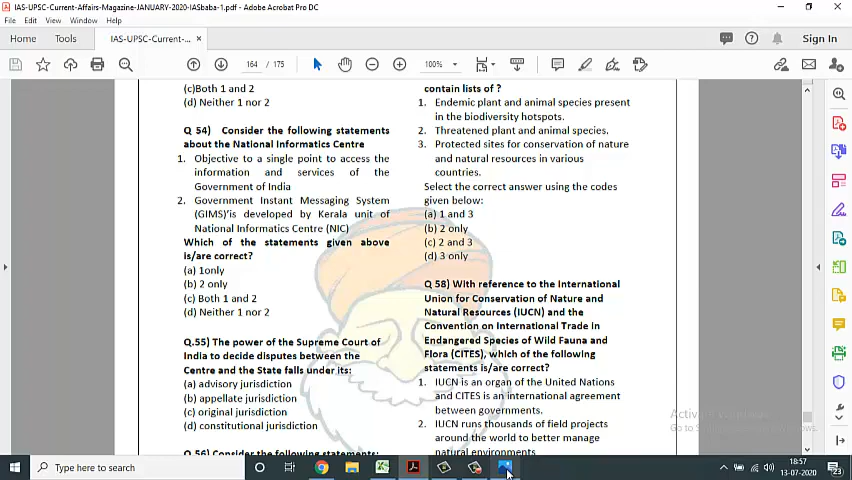 IAS-UPSC-Current-Affairs-Magazine-JANUARY-2020-IASbaba-1.pdf - Adobe Acrobat Pro DC
File Edit View Window Help
Home Tools IAS-UPSC-Current-... × Sign In
164 / 175 100%
(c)Both 1 and 2
(d) Neither 1 nor 2
Q 54) Consider the following statements
about the National Informatics Centre
1. Objective to a single point to access the
information and services of the
Government of India
2. Government Instant Messaging System
(GIMS)'is developed by Kerala unit of
National Informatics Centre (NIC)
Which of the statements given above
is/are correct?
(a) 1only
(b) 2 only
(c) Both 1 and 2
(d) Neither 1 nor 2
Q.55) The power of the Supreme Court of
India to decide disputes between the
Centre and the State falls under its:
(a) advisory jurisdiction
(b) appellate jurisdiction
(c) original jurisdiction
(d) constitutional jurisdiction
Q.56) Consider the following statements:
contain lists of ?
1. Endemic plant and animal species present
in the biodiversity hotspots.
2. Threatened plant and animal species.
3. Protected sites for conservation of nature
and natural resources in various
countries.
Select the correct answer using the codes
given below:
(a) 1 and 3
(b) 2 only
(c) 2 and 3
(d) 3 only
Q 58) With reference to the International
Union for Conservation of Nature and
Natural Resources (IUCN) and the
Convention on International Trade in
Endangered Species of Wild Fauna and
Flora (CITES), which of the following
statements is/are correct?
1. IUCN is an organ of the United Nations
and CITES is an international agreement
between governments.
2. IUCN runs thousands of field projects
around the world to better manage
natural environments.
Type here to search
18:57
13-07-2020
23